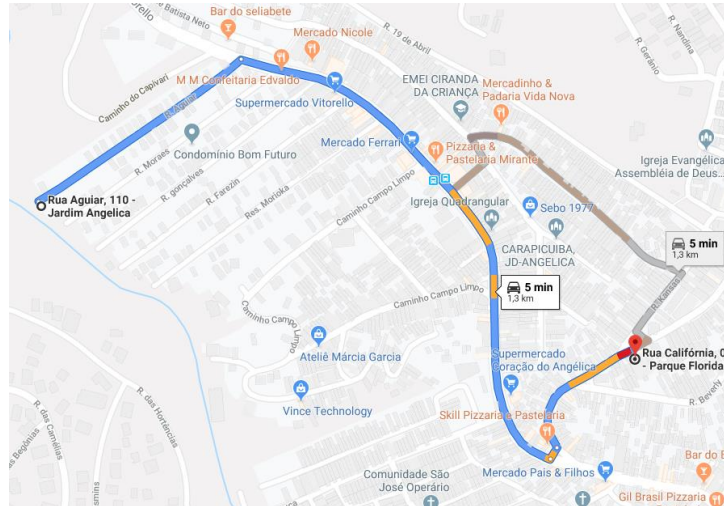 Bar do seliabete
Batista Neto
Mercado Nicole
R. 19 de Abril
R. Nandina
R. Gerânio
Caminho do Capivari
M M Confeitaria Edvaldo
Supermercado Vitorello
EMEI CIRANDA
DA CRIANÇA
Mercadinho &
Padaria Vida Nova
Mercado Ferrari
Condomínio Bom Futuro
R. Moraes
R. gonçalves
R. Farezin
Res. Morioka
Caminho Campo Limpo
Pizzaria &
Pastelaria Mirante
Igreja Evangélica
Assembléia de Deus...
Rua Aguiar, 110 -
Jardim Angelica
Igreja Quadrangular
Sebo 1977
CARAPICUIBA,
JD-ANGELICA
5 min
1,3 km
R. Kansas
5 min
1,3 km
Caminho Campo Limpo
Caminho Campo Limpo
Ateliê Márcia Garcia
Vince Technology
Supermercado
Coração do Angélica
Rua Califórnia, 0
- Parque Florida
R. Beverly
Skill Pizzaria e Pastelaria
R. das Hortências
R. das Camélias
Begônias
Mercado Pais & Filhos
Comunidade São
José Operário
Bar do B
Gil Brasil Pizzaria